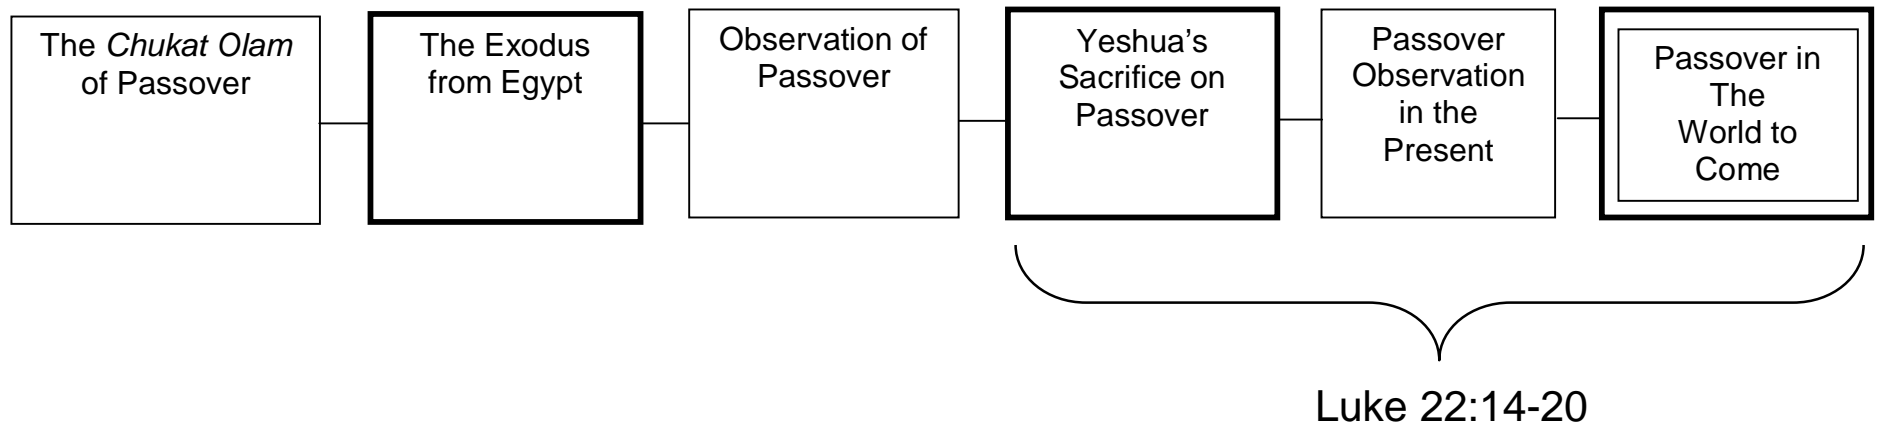 The Chukat Olam
of Passover
The Exodus
from Egypt
Observation of
Passover
Yeshua’s
Sacrifice on
Passover
Passover
Observation
in the
Present
Passover in
The
World to
Come
Luke 22:14-20